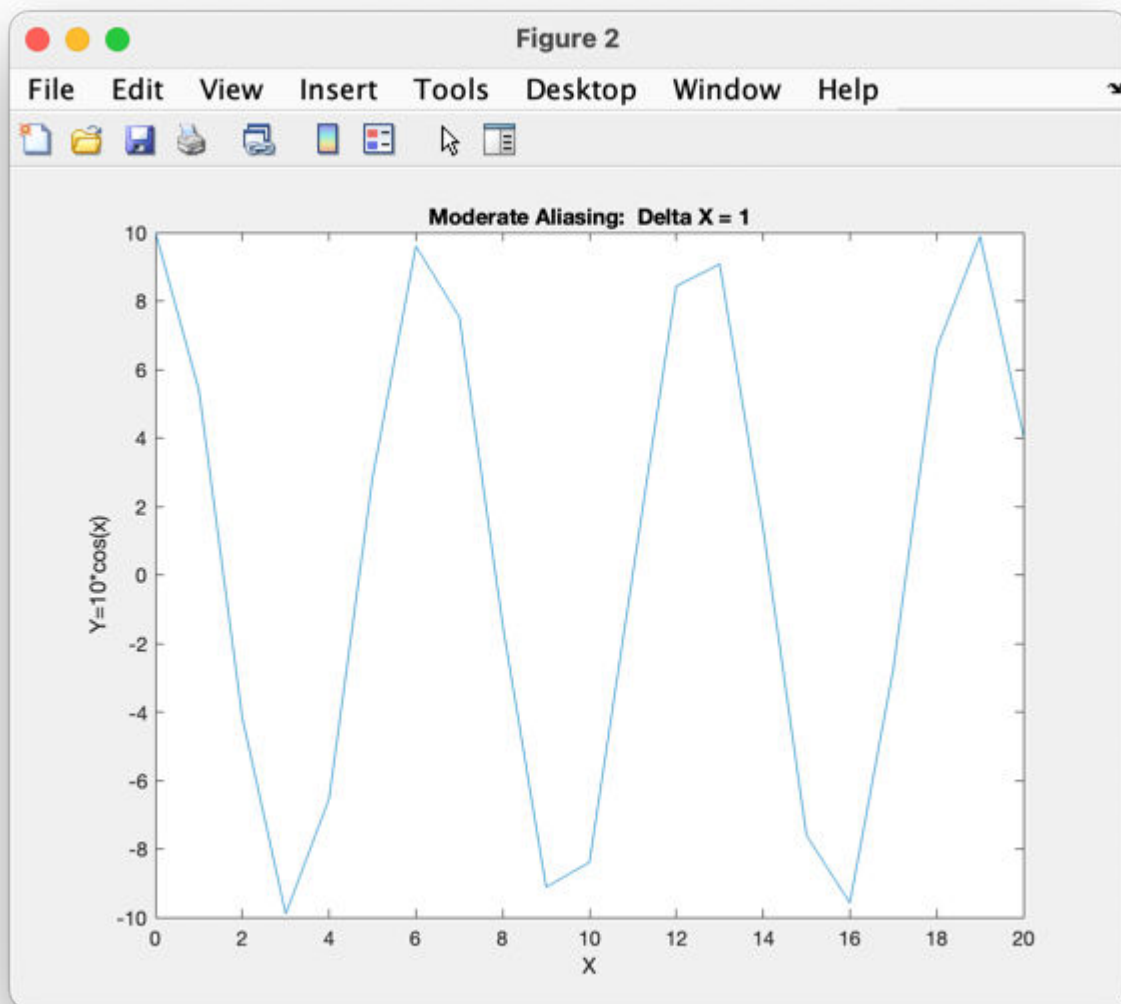 Figure 2
File Edit View Insert Tools Desktop Window Help
Moderate Aliasing:  Delta X = 1
10
8
6
4
2
0
-2
-4
-6
-8
-10
Y=10*cos(x)
0 2 4 6 8 10 12 14 16 18 20
X